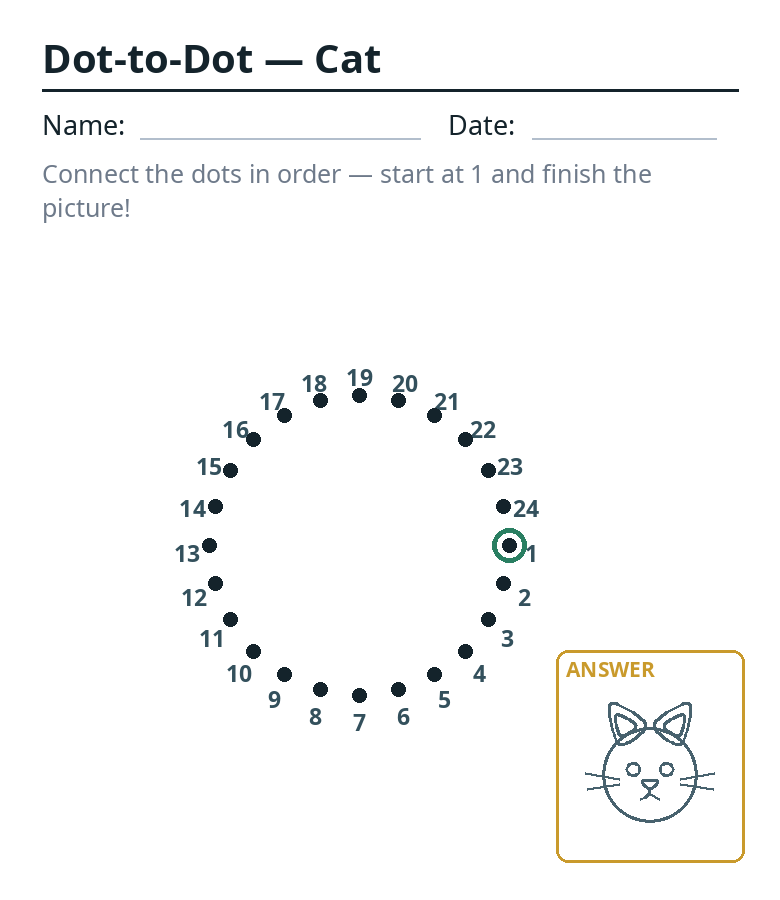 Dot-to-Dot — Cat
Name: Date:
Connect the dots in order — start at 1 and finish the
picture!
19
18 20
17 21
16 22
15 23
14 24
13 1
12 2
11 3
10 4
9 5
8 6
7
ANSWER